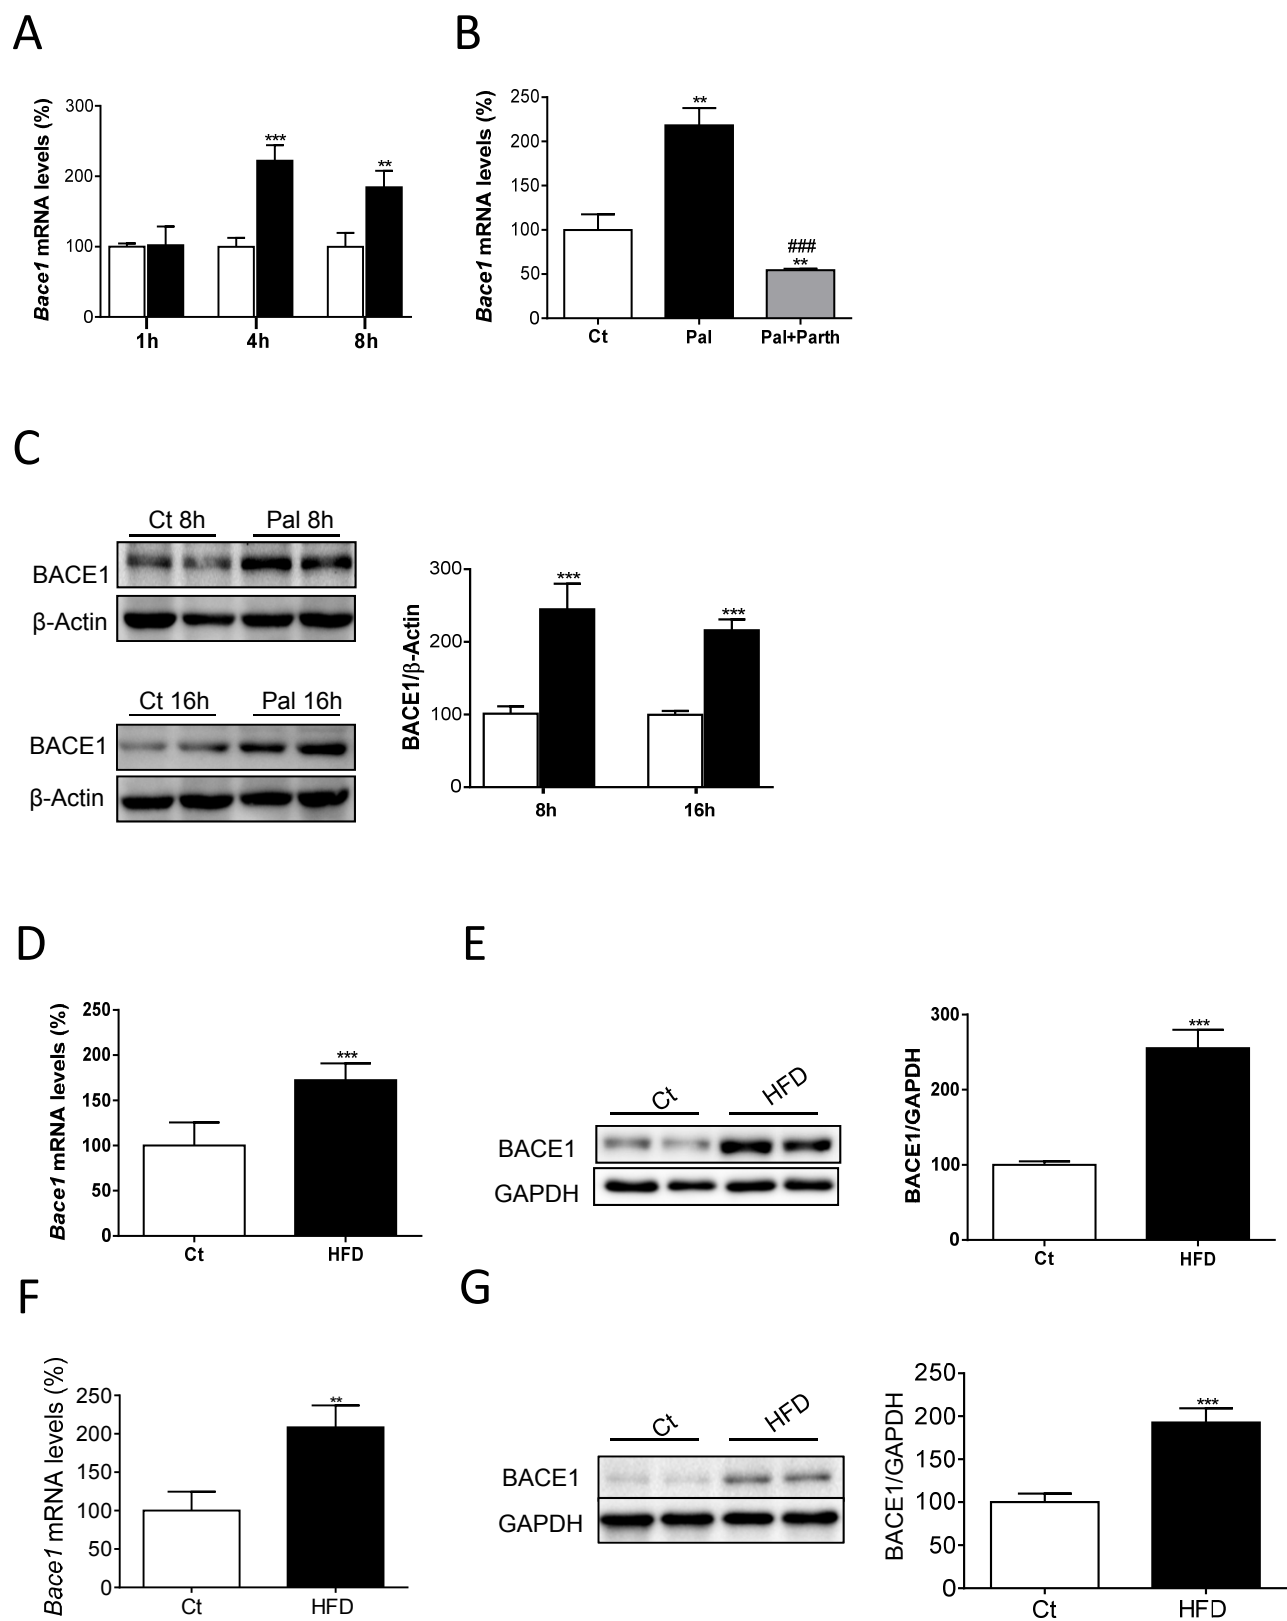 A
B
Bace1 mRNA levels (%)
300
200
100
0
***
**
1h
4h
8h
Bace1 mRNA levels (%)
250
200
150
100
50
0
**
###
**
Ct
Pal
Pal+Parth
C
Ct 8h
Pal 8h
BACE1
β-Actin
Ct 16h
Pal 16h
BACE1
β-Actin
BACE1/β-Actin
300
200
100
0
***
***
8h
16h
D
E
Bace1 mRNA levels (%)
250
200
150
100
50
0
***
Ct
HFD
Ct
HFD
BACE1
GAPDH
BACE1/GAPDH
300
200
100
0
***
Ct
HFD
F
G
Bace1 mRNA levels (%)
250
200
150
100
50
0
**
Ct
HFD
Ct
HFD
BACE1
GAPDH
BACE1/GAPDH
250
200
150
100
50
0
***
Ct
HFD